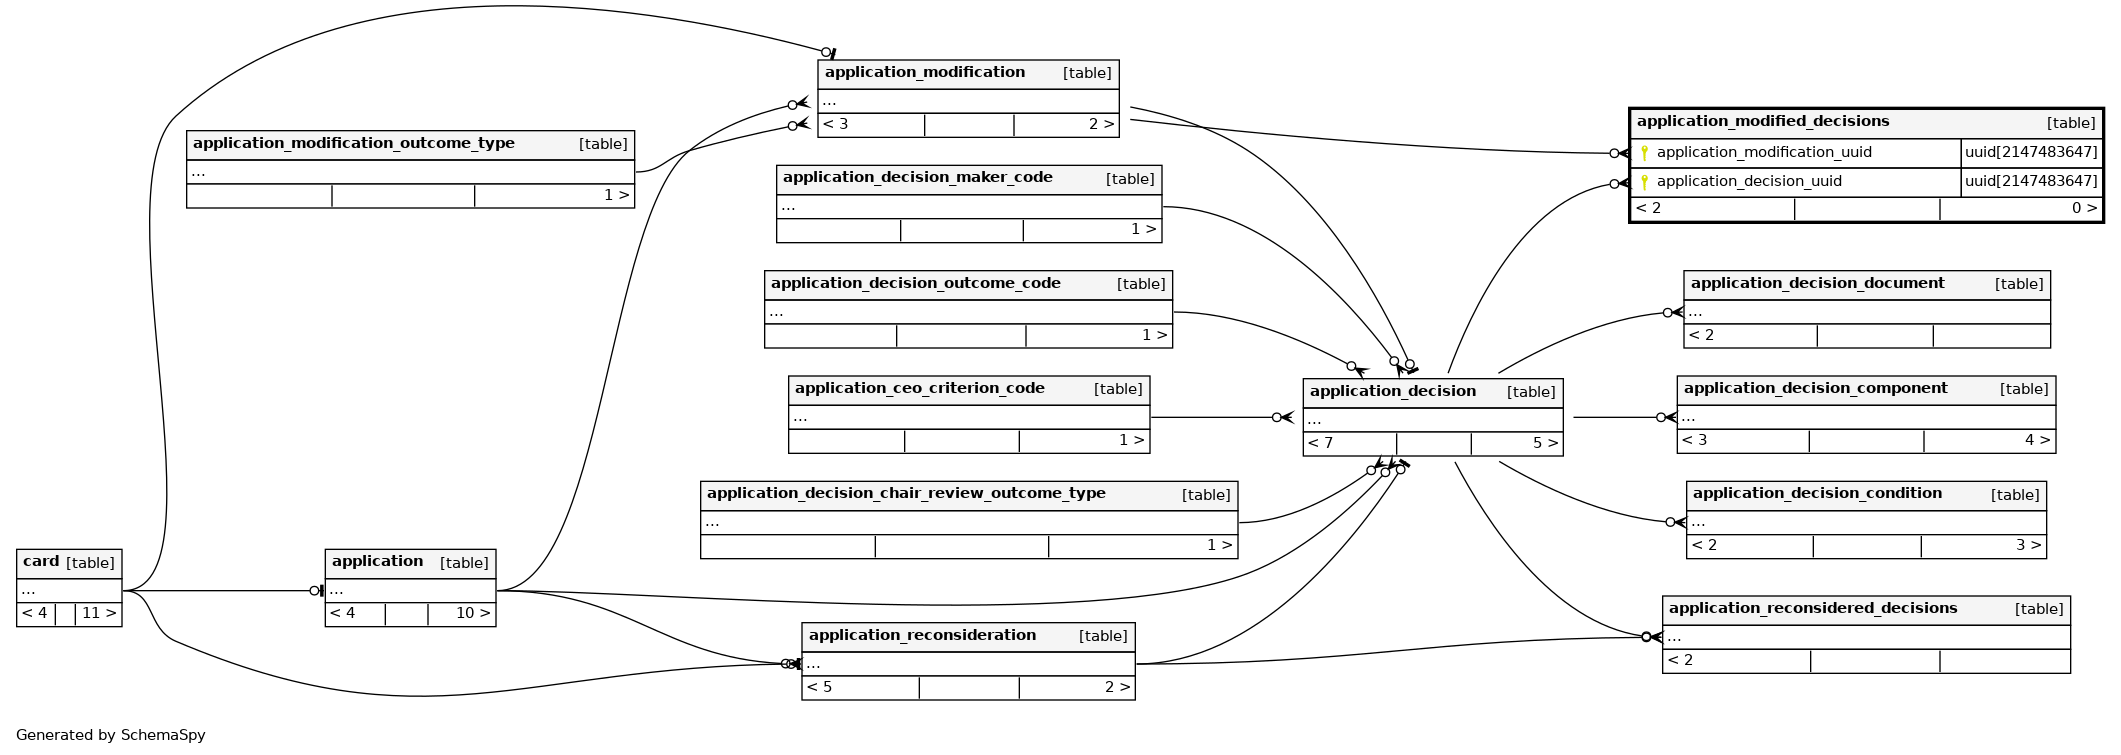 application_modification [table]
...
< 3 2 >
application_modification_outcome_type [table]
...
1 >
application_modified_decisions [table]
application_modification_uuid uuid[2147483647]
application_decision_uuid uuid[2147483647]
< 2 0 >
application_decision_maker_code [table]
...
1 >
application_decision_outcome_code [table]
...
1 >
application_decision_document [table]
...
< 2
application_ceo_criterion_code [table]
...
1 >
application_decision [table]
...
< 7 5 >
application_decision_component [table]
...
< 3 4 >
application_decision_chair_review_outcome_type [table]
...
1 >
application_decision_condition [table]
...
< 2 3 >
card [table]
...
< 4 11 >
application [table]
...
< 4 10 >
application_reconsideration [table]
...
< 5 2 >
application_reconsidered_decisions [table]
...
< 2
Generated by SchemaSpy